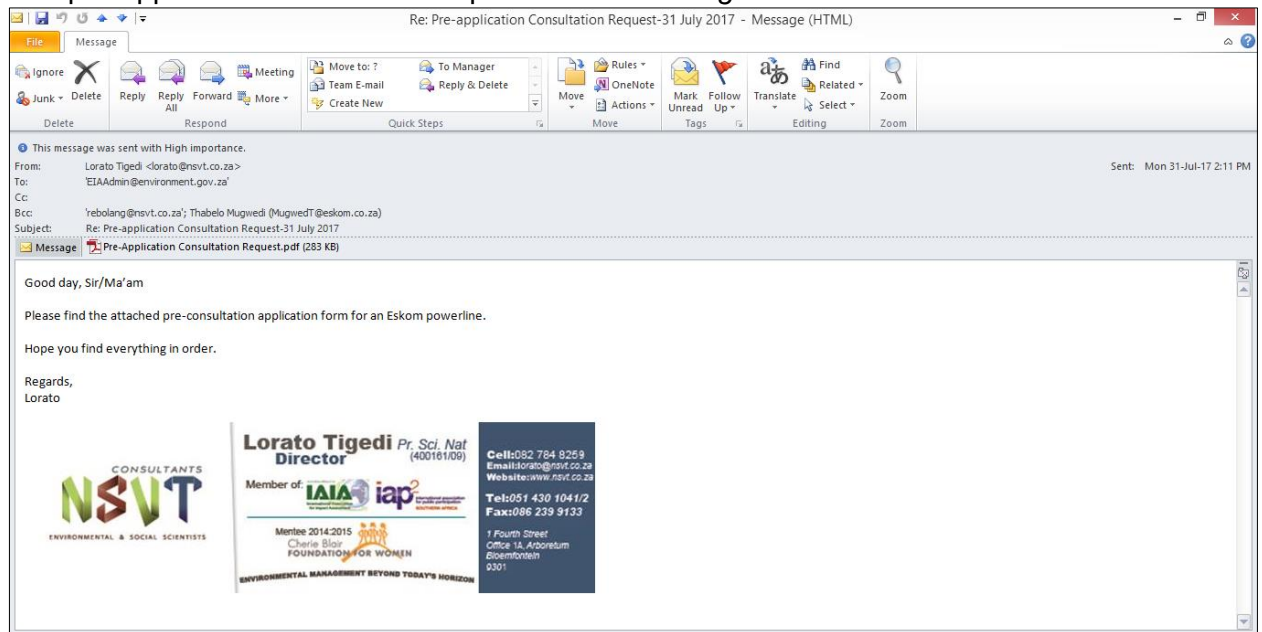 Re: Pre-application Consultation Request-31 July 2017 - Message (HTML)
File Message
Ignore
Junk
Delete
Reply
Reply All
Forward
Meeting
More
Move to: ?
Team E-mail
Create New
To Manager
Reply & Delete
Move
Rules
OneNote
Actions
Mark Unread
Follow Up
Translate
Find
Related
Select
Zoom
Delete Respond Quick Steps Move Tags Editing Zoom
This message was sent with High importance.
From: Lorato Tigedi <lorato@nsvt.co.za> Sent: Mon 31-Jul-17 2:11 PM
To: 'EIAAdmin@environment.gov.za'
Cc:
Bcc: 'rebolang@nsvt.co.za'; Thabelo Mugwedi (MugwedT@eskom.co.za)
Subject: Re: Pre-application Consultation Request-31 July 2017
Message Pre-Application Consultation Request.pdf (283 KB)
Good day, Sir/Ma'am
Please find the attached pre-consultation application form for an Eskom powerline.
Hope you find everything in order.
Regards,
Lorato
CONSULTANTS
NSVT
ENVIRONMENTAL & SOCIAL SCIENTISTS
Lorato Tigedi Pr. Sci. Nat
Director (400161/09)
Member of: IAIA iap2
Mentee 2014:2015
Cherie Blair
FOUNDATION FOR WOMEN
ENVIRONMENTAL MANAGEMENT BEYOND TODAY'S HORIZON
Cell:082 784 8259
Email:lorato@nsvt.co.za
Website:www.nsvt.co.za
Tel:051 430 1041/2
Fax:086 239 9133
1 Fourth Street
Office 1A, Arboretum
Bloemfontein
9301